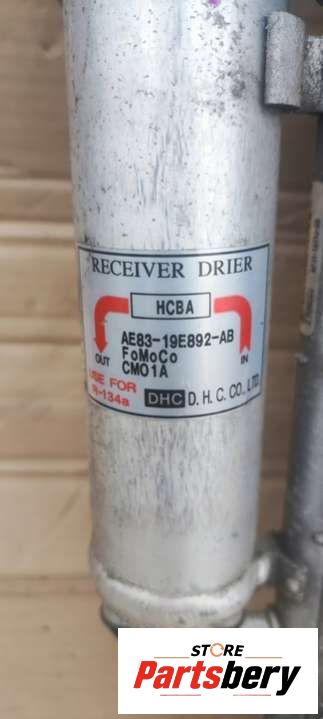 RECEIVER DRIER
HCBA
AE83-19E892-AB
OUT FoMoCo IN
CM01A
USE FOR
R-134a
DHC D. H. C. CO., LTD.
STORE
Partsbery